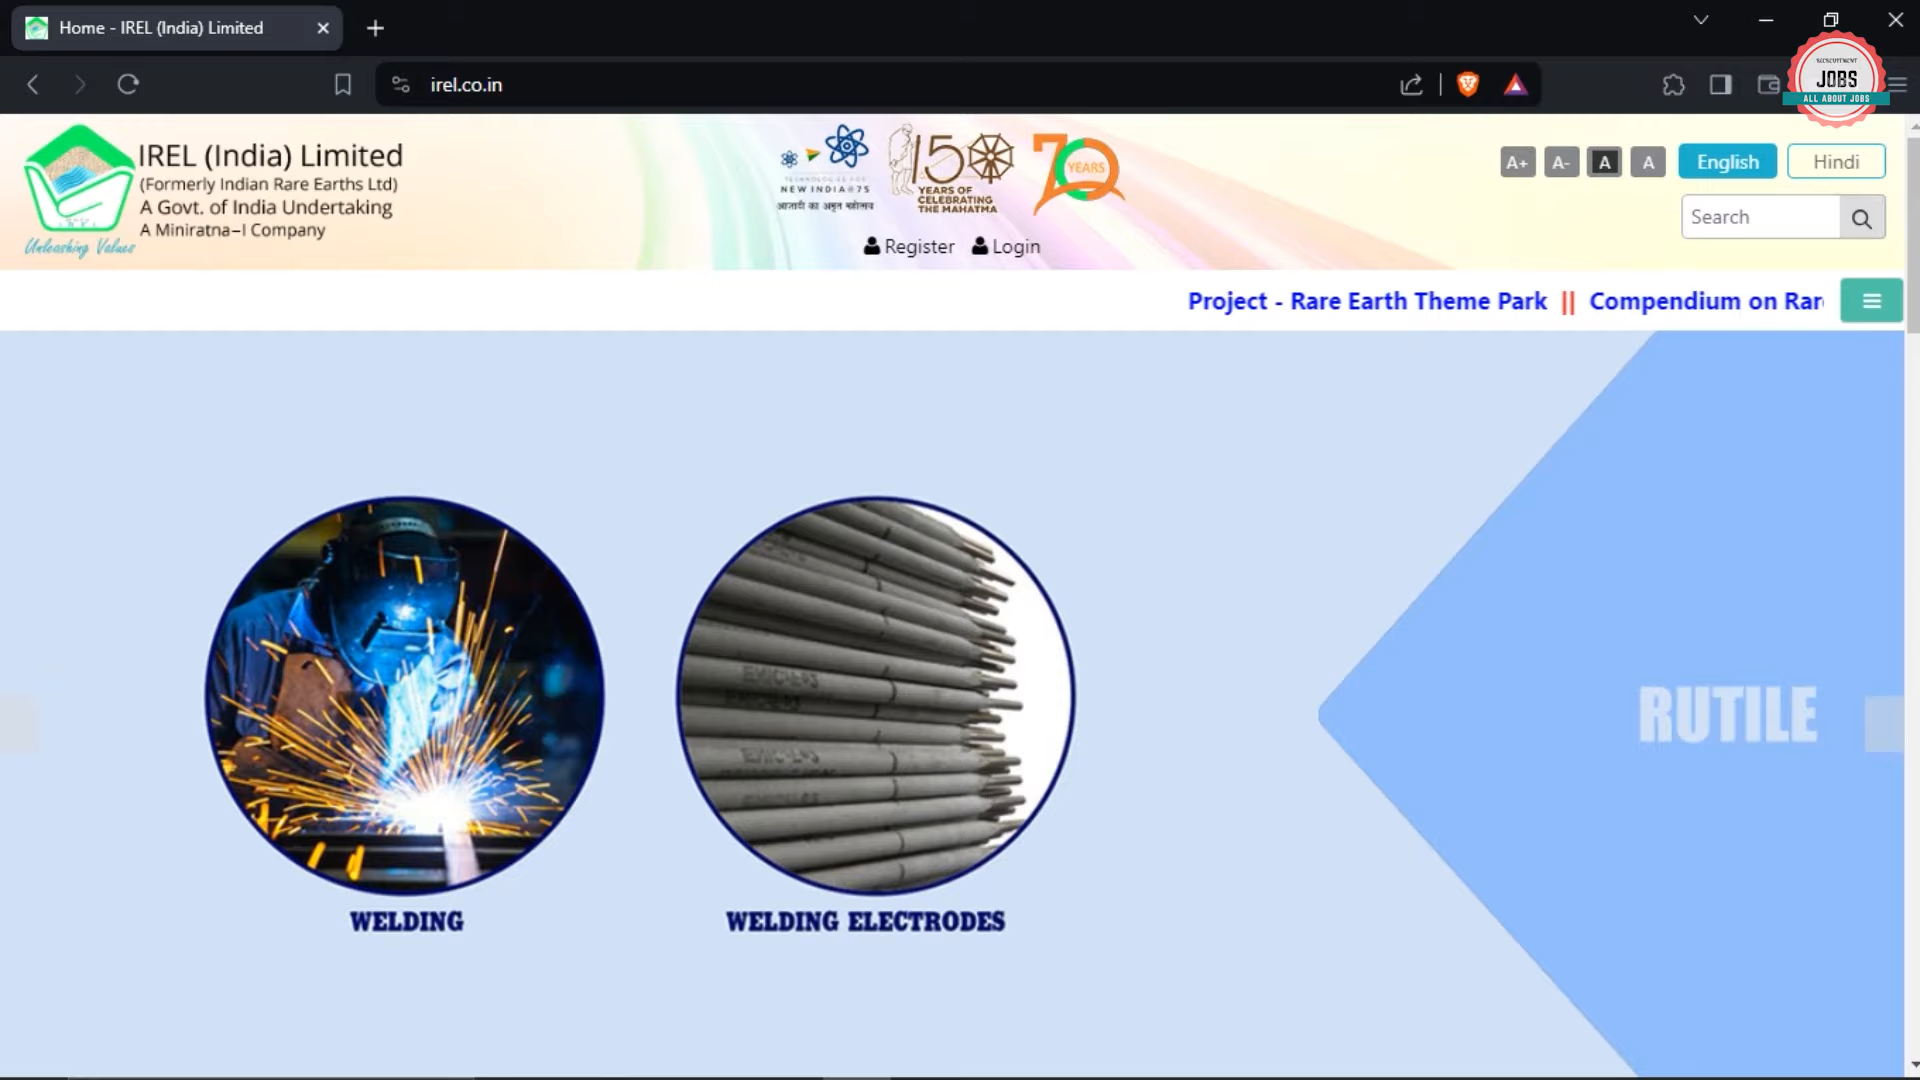 Home - IREL (India) Limited
irel.co.in
RECRUITMENT
JOBS
ALL ABOUT JOBS
IREL (India) Limited
(Formerly Indian Rare Earths Ltd)
A Govt. of India Undertaking
A Miniratna–I Company
Unleashing Values
TECHNOLOGIES FOR
NEW INDIA@75
आजादी का अमृत महोत्सव
150
YEARS OF
CELEBRATING
THE MAHATMA
70
YEARS
Register Login
A+ A- A A English Hindi
Search
Project - Rare Earth Theme Park || Compendium on Rar
RUTILE
WELDING
WELDING ELECTRODES